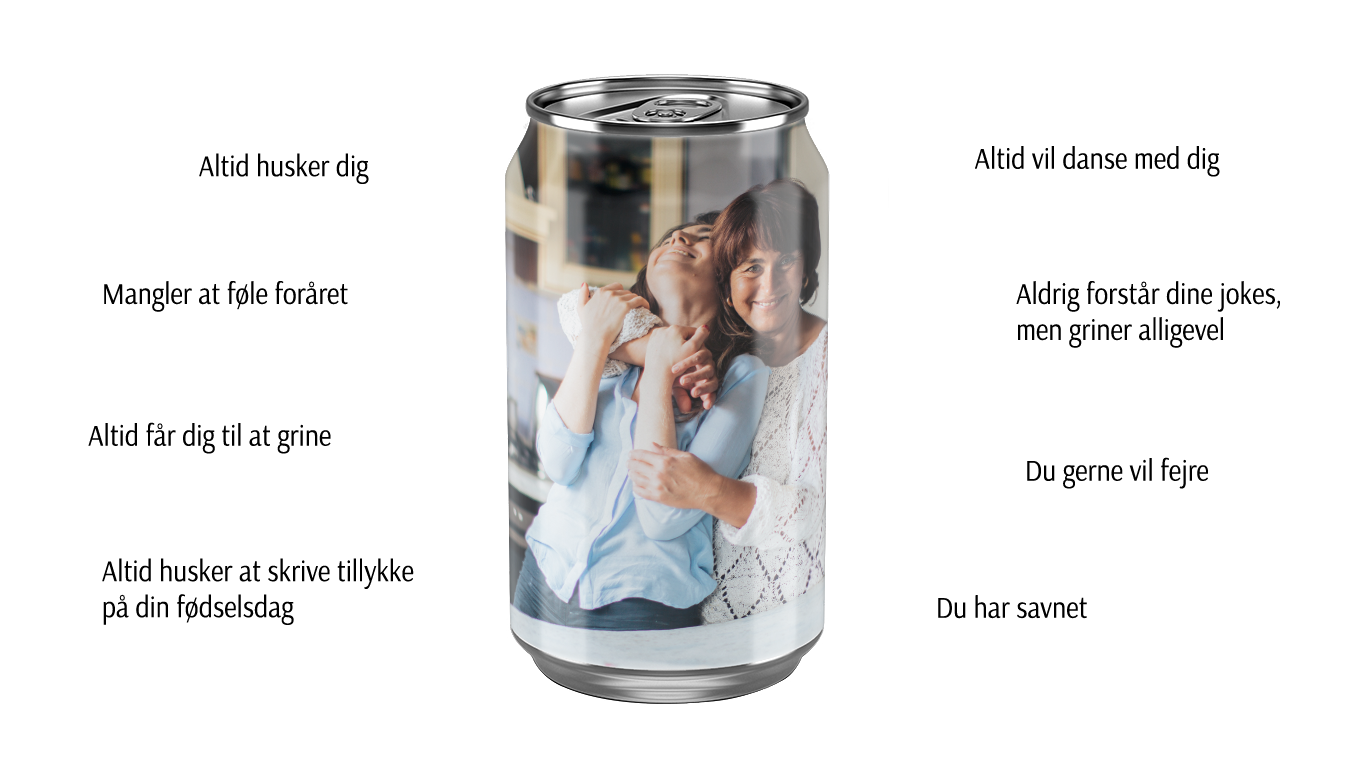 Altid husker dig
Mangler at føle foråret
Altid får dig til at grine
Altid husker at skrive tillykke
på din fødselsdag
Altid vil danse med dig
Aldrig forstår dine jokes,
men griner alligevel
Du gerne vil fejre
Du har savnet